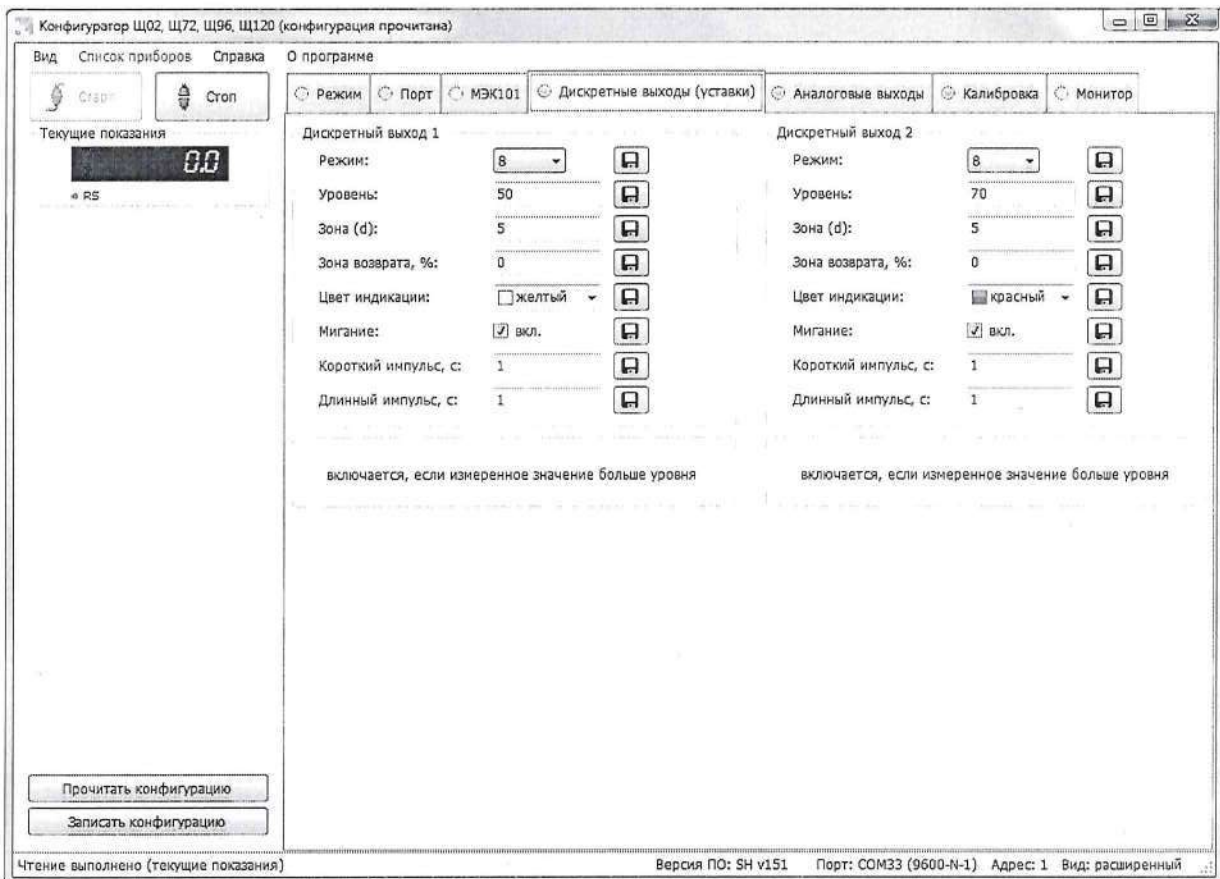 Конфигуратор Щ02, Щ72, Щ96, Щ120 (конфигурация прочитана)
Вид Список приборов Справка О программе
Старт Стоп
Режим Порт МЭК101 Дискретные выходы (уставки) Аналоговые выходы Калибровка Монитор
Текущие показания
0.0
RS
Дискретный выход 1
Режим: 8
Уровень: 50
Зона (d): 5
Зона возврата, %: 0
Цвет индикации: желтый
Мигание: вкл.
Короткий импульс, с: 1
Длинный импульс, с: 1
включается, если измеренное значение больше уровня
Дискретный выход 2
Режим: 8
Уровень: 70
Зона (d): 5
Зона возврата, %: 0
Цвет индикации: красный
Мигание: вкл.
Короткий импульс, с: 1
Длинный импульс, с: 1
включается, если измеренное значение больше уровня
Прочитать конфигурацию
Записать конфигурацию
Чтение выполнено (текущие показания) Версия ПО: SH v151 Порт: COM33 (9600-N-1) Адрес: 1 Вид: расширенный